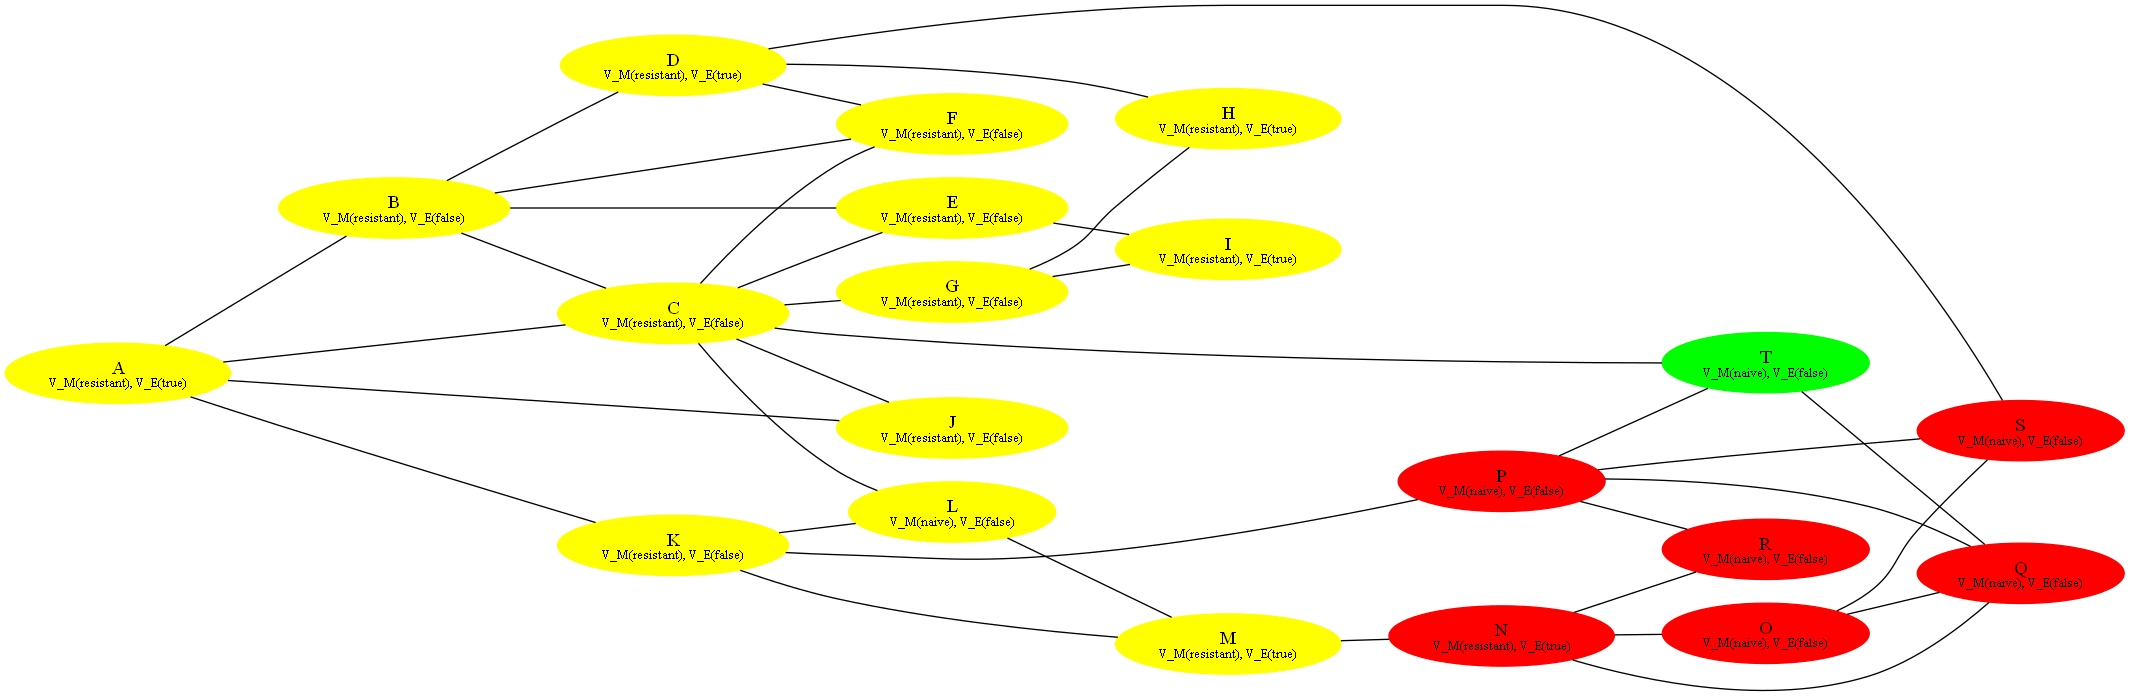 D
V_M(resistant), V_E(true)
F
V_M(resistant), V_E(false)
H
V_M(resistant), V_E(true)
B
V_M(resistant), V_E(false)
E
V_M(resistant), V_E(false)
I
V_M(resistant), V_E(true)
G
V_M(resistant), V_E(false)
C
V_M(resistant), V_E(false)
T
V_M(naive), V_E(false)
A
V_M(resistant), V_E(true)
J
V_M(resistant), V_E(false)
S
V_M(naive), V_E(false)
P
V_M(naive), V_E(false)
L
V_M(naive), V_E(false)
K
V_M(resistant), V_E(false)
R
V_M(naive), V_E(false)
Q
V_M(naive), V_E(false)
M
V_M(resistant), V_E(true)
N
V_M(resistant), V_E(true)
O
V_M(naive), V_E(false)